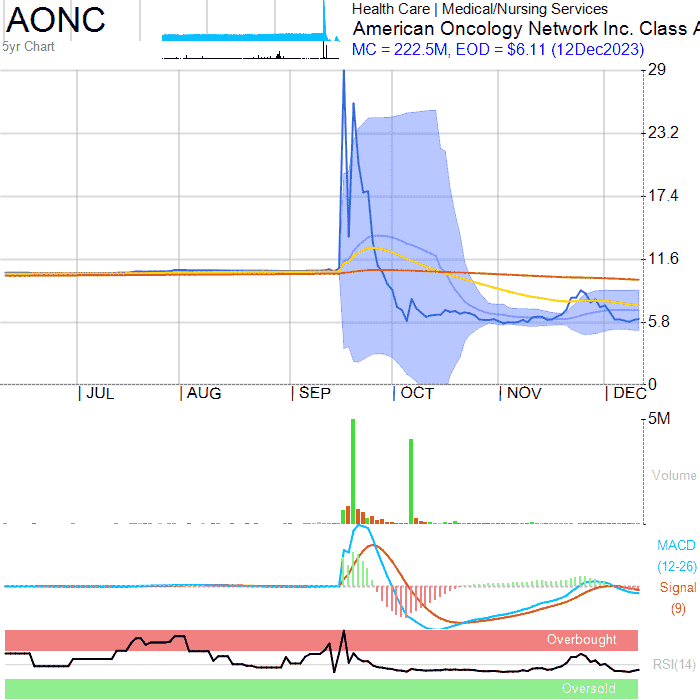 AONC
5yr Chart
Health Care | Medical/Nursing Services
American Oncology Network Inc. Class A
MC = 222.5M, EOD = $6.11 (12Dec2023)
29
23.2
17.4
11.6
5.8
0
JUL
AUG
SEP
OCT
NOV
DEC
5M
Volume
MACD
(12-26)
Signal
(9)
Overbought
RSI(14)
Oversold